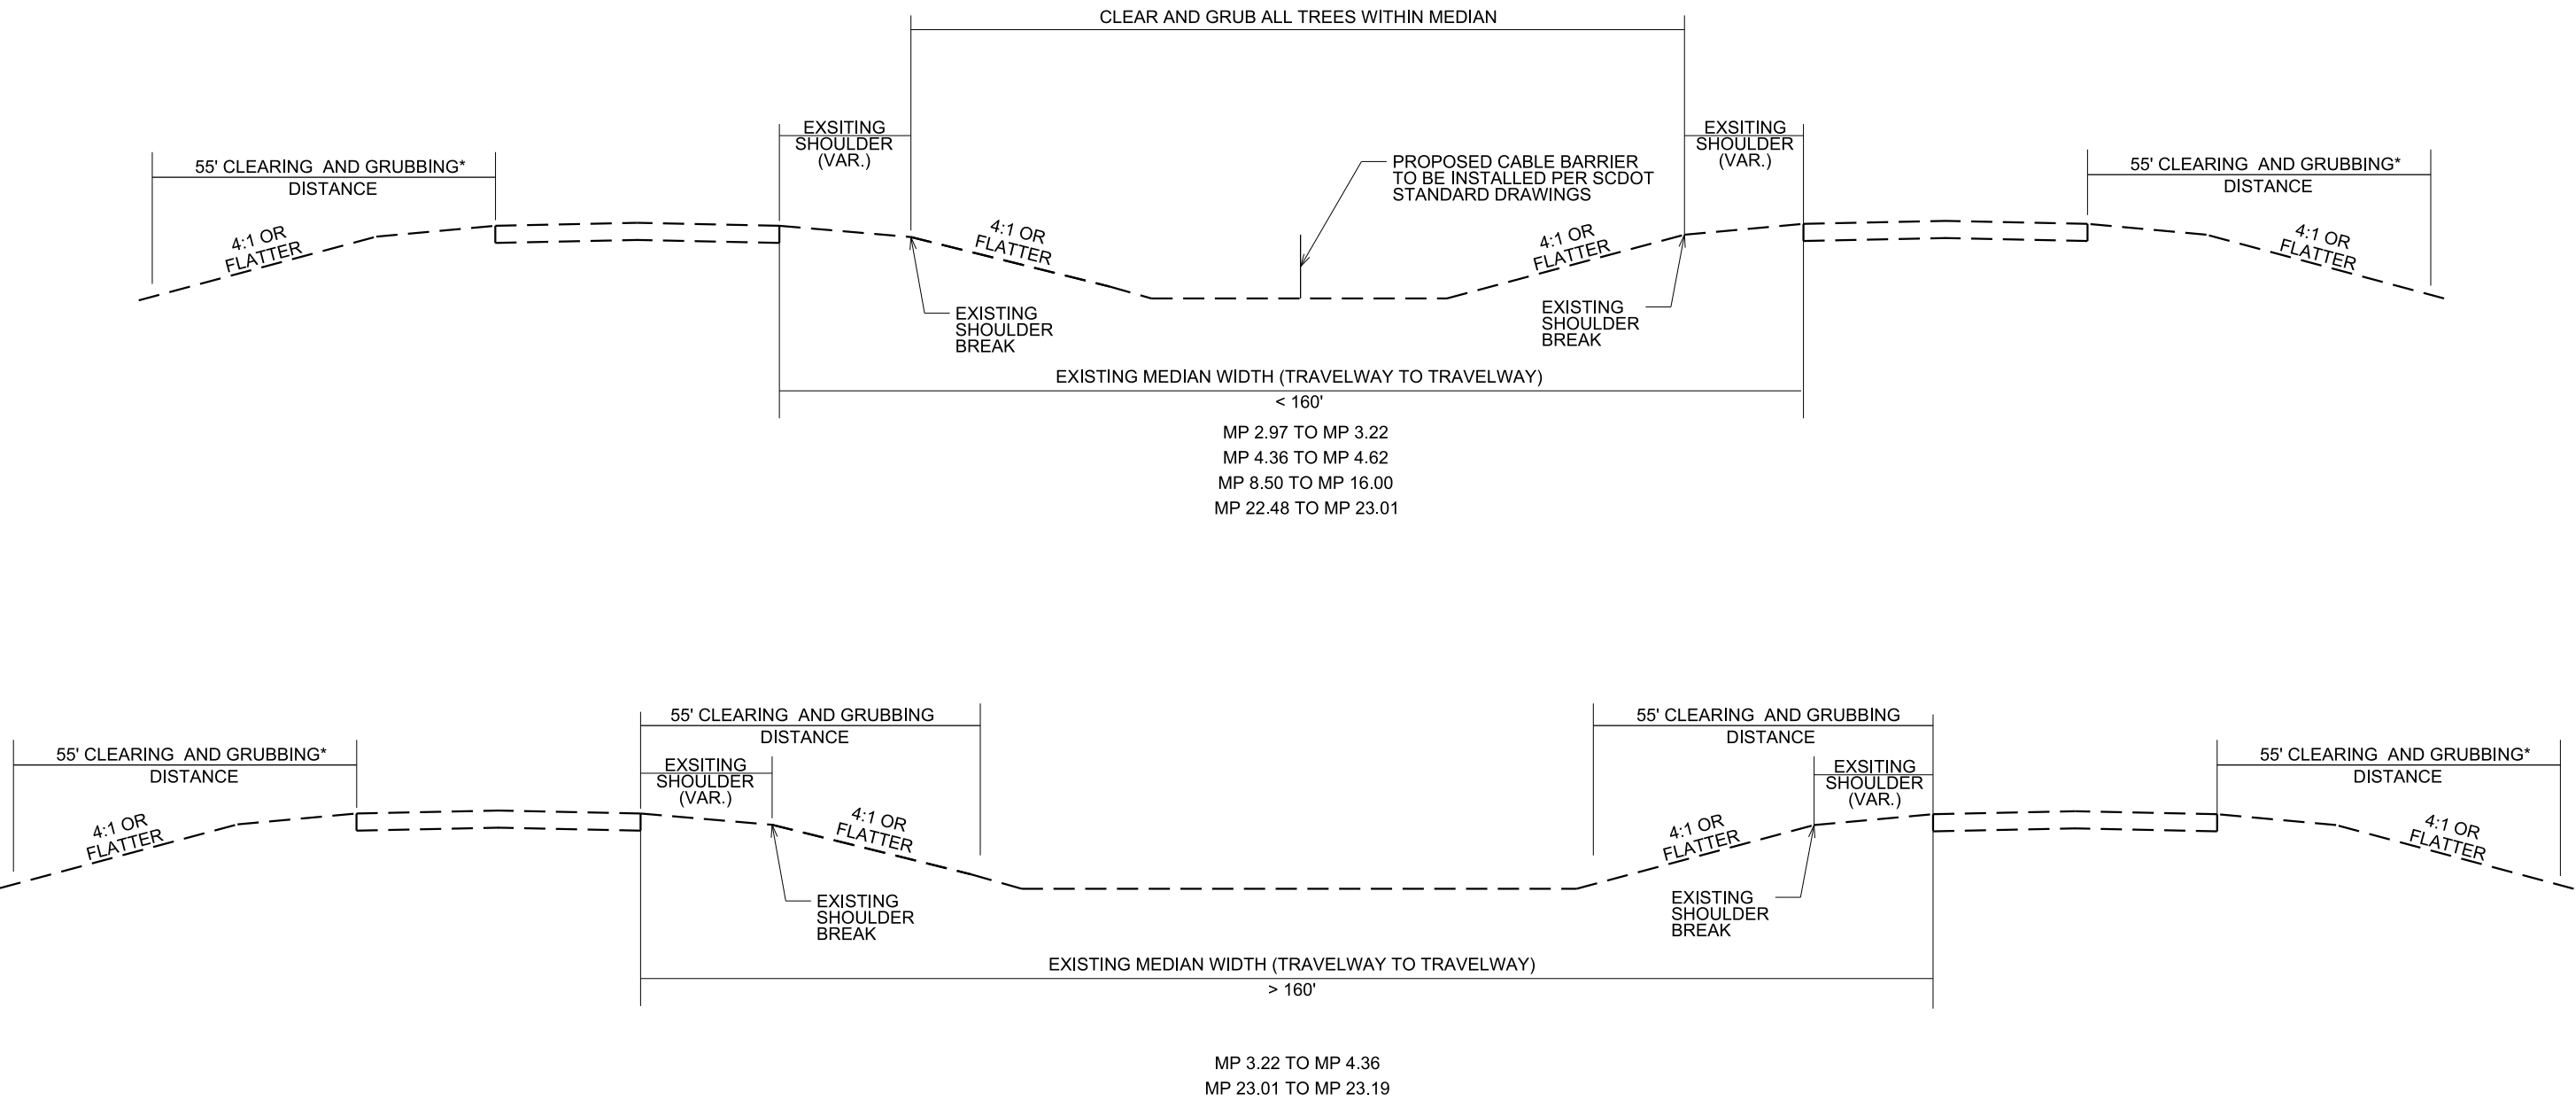 CLEAR AND GRUB ALL TREES WITHIN MEDIAN
55' CLEARING AND GRUBBING*
DISTANCE
EXSITING
SHOULDER
(VAR.)
PROPOSED CABLE BARRIER
TO BE INSTALLED PER SCDOT
STANDARD DRAWINGS
EXSITING
SHOULDER
(VAR.)
55' CLEARING AND GRUBBING*
DISTANCE
4:1 OR
FLATTER
4:1 OR
FLATTER
4:1 OR
FLATTER
4:1 OR
FLATTER
EXISTING
SHOULDER
BREAK
EXISTING
SHOULDER
BREAK
EXISTING MEDIAN WIDTH (TRAVELWAY TO TRAVELWAY)
< 160'
MP 2.97 TO MP 3.22
MP 4.36 TO MP 4.62
MP 8.50 TO MP 16.00
MP 22.48 TO MP 23.01
55' CLEARING AND GRUBBING*
DISTANCE
55' CLEARING AND GRUBBING
DISTANCE
EXSITING
SHOULDER
(VAR.)
55' CLEARING AND GRUBBING
DISTANCE
EXSITING
SHOULDER
(VAR.)
55' CLEARING AND GRUBBING*
DISTANCE
4:1 OR
FLATTER
4:1 OR
FLATTER
4:1 OR
FLATTER
4:1 OR
FLATTER
EXISTING
SHOULDER
BREAK
EXISTING
SHOULDER
BREAK
EXISTING MEDIAN WIDTH (TRAVELWAY TO TRAVELWAY)
> 160'
MP 3.22 TO MP 4.36
MP 23.01 TO MP 23.19